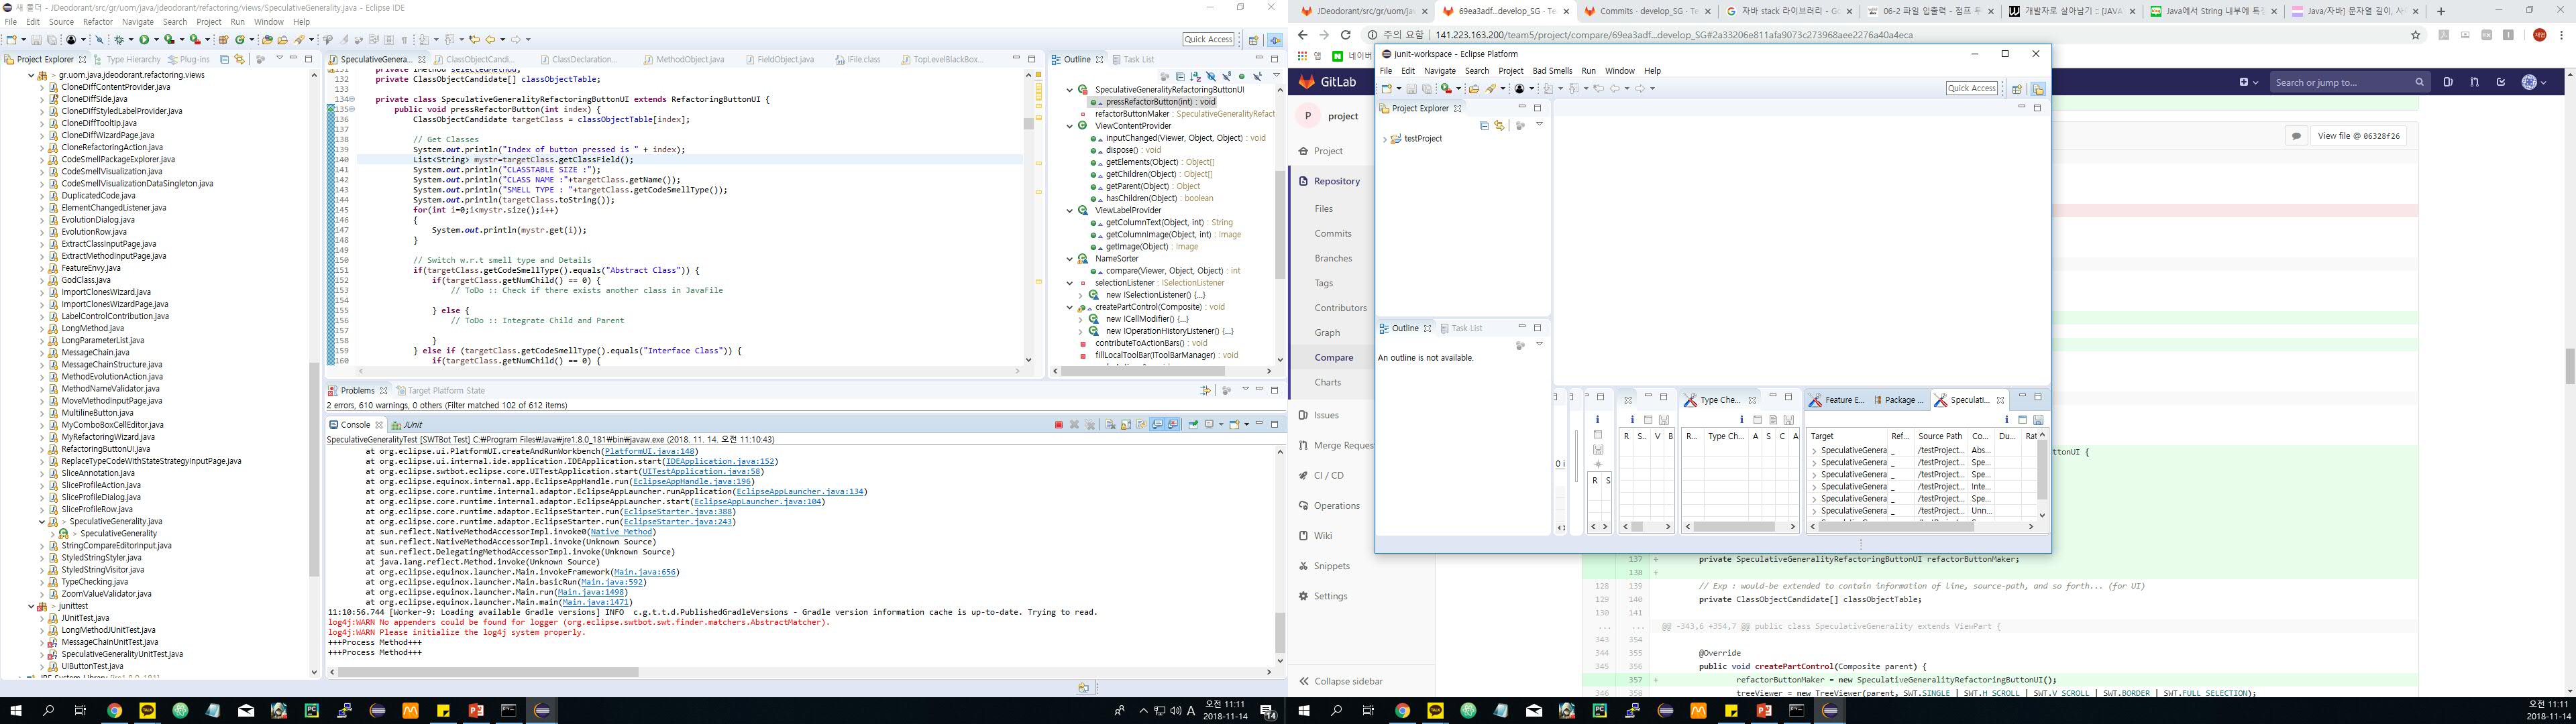 새 폴더 - JDeodorant/src/gr/uom/java/jdeodorant/refactoring/views/SpeculativeGenerality.java - Eclipse IDE
File Edit Source Refactor Navigate Search Project Run Window Help
Quick Access
Project Explorer Type Hierarchy Plug-ins
gr.uom.java.jdeodorant.refactoring.views
CloneDiffContentProvider.java
CloneDiffSide.java
CloneDiffStyledLabelProvider.java
CloneDiffTooltip.java
CloneDiffWizardPage.java
CloneRefactoringAction.java
CodeSmellPackageExplorer.java
CodeSmellVisualization.java
CodeSmellVisualizationDataSingleton.java
DuplicatedCode.java
ElementChangedListener.java
EvolutionDialog.java
EvolutionRow.java
ExtractClassInputPage.java
ExtractMethodInputPage.java
FeatureEnvy.java
GodClass.java
ImportClonesWizard.java
ImportClonesWizardPage.java
LabelControlContribution.java
LongMethod.java
LongParameterList.java
MessageChain.java
MessageChainStructure.java
MethodEvolutionAction.java
MethodNameValidator.java
MoveMethodInputPage.java
MultilineButton.java
MyComboBoxCellEditor.java
MyRefactoringWizard.java
RefactoringButtonUI.java
ReplaceTypeCodeWithStateStrategyInputPage.java
SliceAnnotation.java
SliceProfileAction.java
SliceProfileDialog.java
SliceProfileRow.java
> SpeculativeGenerality.java
> SpeculativeGenerality
StringCompareEditorInput.java
StyledStringStyler.java
StyledStringVisitor.java
TypeChecking.java
ZoomValueValidator.java
> junittest
JUnitTest.java
LongMethodJUnitTest.java
MessageChainUnitTest.java
SpeculativeGeneralityUnitTest.java
UIButtonTest.java
SpeculativeGenera... ClassObjectCandid... ClassDeclaration... MethodObject.java FieldObject.java IFile.class TopLevelBlackBox...
132 private ClassObjectCandidate[] classObjectTable;
133
134 private class SpeculativeGeneralityRefactoringButtonUI extends RefactoringButtonUI {
135 public void pressRefactorButton(int index) {
136 ClassObjectCandidate targetClass = classObjectTable[index];
137
138 // Get Classes
139 System.out.println("Index of button pressed is " + index);
140 List<String> mystr=targetClass.getClassField();
141 System.out.println("CLASSTABLE SIZE :");
142 System.out.println("CLASS NAME :"+targetClass.getName());
143 System.out.println("SMELL TYPE : "+targetClass.getCodeSmellType());
144 System.out.println(targetClass.toString());
145 for(int i=0;i<mystr.size();i++)
146 {
147 System.out.println(mystr.get(i));
148 }
149
150 // Switch w.r.t smell type and Details
151 if(targetClass.getCodeSmellType().equals("Abstract Class")) {
152 if(targetClass.getNumChild() == 0) {
153 // ToDo :: Check if there exists another class in JavaFile
154
155 } else {
156 // ToDo :: Integrate Child and Parent
157
158 }
159 } else if (targetClass.getCodeSmellType().equals("Interface Class")) {
160 if(targetClass.getNumChild() == 0) {
Outline Task List
SpeculativeGeneralityRefactoringButtonUI
pressRefactorButton(int) : void
refactorButtonMaker : SpeculativeGeneralityRefact
ViewContentProvider
inputChanged(Viewer, Object, Object) : void
dispose() : void
getElements(Object) : Object[]
getChildren(Object) : Object[]
getParent(Object) : Object
hasChildren(Object) : boolean
ViewLabelProvider
getColumnText(Object, int) : String
getColumnImage(Object, int) : Image
getImage(Object) : Image
NameSorter
compare(Viewer, Object, Object) : int
selectionListener : ISelectionListener
new ISelectionListener() {...}
createPartControl(Composite) : void
new ICellModifier() {...}
new IOperationHistoryListener() {...}
contributeToActionBars() : void
fillLocalToolBar(IToolBarManager) : void
Problems Target Platform State
2 errors, 610 warnings, 0 others (Filter matched 102 of 612 items)
Console JUnit
SpeculativeGeneralityTest [SWTBot Test] C:₩Program Files₩Java₩jre1.8.0_181₩bin₩javaw.exe (2018. 11. 14. 오전 11:10:43)
at org.eclipse.ui.PlatformUI.createAndRunWorkbench(PlatformUI.java:148)
at org.eclipse.ui.internal.ide.application.IDEApplication.start(IDEApplication.java:152)
at org.eclipse.swtbot.eclipse.core.UITestApplication.start(UITestApplication.java:58)
at org.eclipse.equinox.internal.app.EclipseAppHandle.run(EclipseAppHandle.java:196)
at org.eclipse.core.runtime.internal.adaptor.EclipseAppLauncher.runApplication(EclipseAppLauncher.java:134)
at org.eclipse.core.runtime.internal.adaptor.EclipseAppLauncher.start(EclipseAppLauncher.java:104)
at org.eclipse.core.runtime.adaptor.EclipseStarter.run(EclipseStarter.java:388)
at org.eclipse.core.runtime.adaptor.EclipseStarter.run(EclipseStarter.java:243)
at sun.reflect.NativeMethodAccessorImpl.invoke0(Native Method)
at sun.reflect.NativeMethodAccessorImpl.invoke(Unknown Source)
at sun.reflect.DelegatingMethodAccessorImpl.invoke(Unknown Source)
at java.lang.reflect.Method.invoke(Unknown Source)
at org.eclipse.equinox.launcher.Main.invokeFramework(Main.java:656)
at org.eclipse.equinox.launcher.Main.basicRun(Main.java:592)
at org.eclipse.equinox.launcher.Main.run(Main.java:1498)
at org.eclipse.equinox.launcher.Main.main(Main.java:1471)
11:10:56.744 [Worker-9: Loading available Gradle versions] INFO c.g.t.t.d.PublishedGradleVersions - Gradle version information cache is up-to-date. Trying to read.
log4j:WARN No appenders could be found for logger (org.eclipse.swtbot.swt.finder.matchers.AbstractMatcher).
log4j:WARN Please initialize the log4j system properly.
+++Process Method+++
+++Process Method+++
오전 11:11
2018-11-14
14
JDeodorant/src/gr/uom/jav
69ea3adf...develop_SG · Te
Commits · develop_SG · Te
자바 stack 라이브러리 - Go
06-2 파일 입출력 - 점프 투
개발자로 살아남기 :: [JAVA
Java에서 String 내부에 특정
Java/자바] 문자열 길이,
주의 요함 | 141.223.163.200/team5/project/compare/69ea3adf...develop_SG#2a33206e811afa9073c273968aee2276a40a4eca
앱 네이버
GitLab
Search or jump to...
P project
Project
Repository
Files
Commits
Branches
Tags
Contributors
Graph
Compare
Charts
Issues
Merge Reques
CI / CD
Operations
Wiki
Snippets
Settings
Collapse sidebar
View file @ 06328f26
junit-workspace - Eclipse Platform
File Edit Navigate Search Project Bad Smells Run Window Help
Quick Access
Project Explorer
testProject
Outline Task List
An outline is not available.
Type Che... Feature E... Package ... Speculati...
R S.. V B R... Type Ch... A S C A Target Ref... Source Path Co... Du... Rat
SpeculativeGenera _ /testProject... Abs...
SpeculativeGenera _ /testProject... Spe...
SpeculativeGenera _ /testProject... Spe...
SpeculativeGenera _ /testProject... Inte...
SpeculativeGenera _ /testProject... Spe...
SpeculativeGenera _ /testProject... Unn...
0 i
R S
ttonUI {
137 + private SpeculativeGeneralityRefactoringButtonUI refactorButtonMaker;
138 +
128 139 // Exp : would-be extended to contain information of line, source-path, and so forth... (for UI)
129 140 private ClassObjectCandidate[] classObjectTable;
130 141
... ... @@ -343,6 +354,7 @@ public class SpeculativeGenerality extends ViewPart {
343 354
344 355 @Override
345 356 public void createPartControl(Composite parent) {
357 + refactorButtonMaker = new SpeculativeGeneralityRefactoringButtonUI();
346 358 treeViewer = new TreeViewer(parent, SWT.SINGLE | SWT.H_SCROLL | SWT.V_SCROLL | SWT.BORDER | SWT.FULL_SELECTION);
오전 11:11
2018-11-14